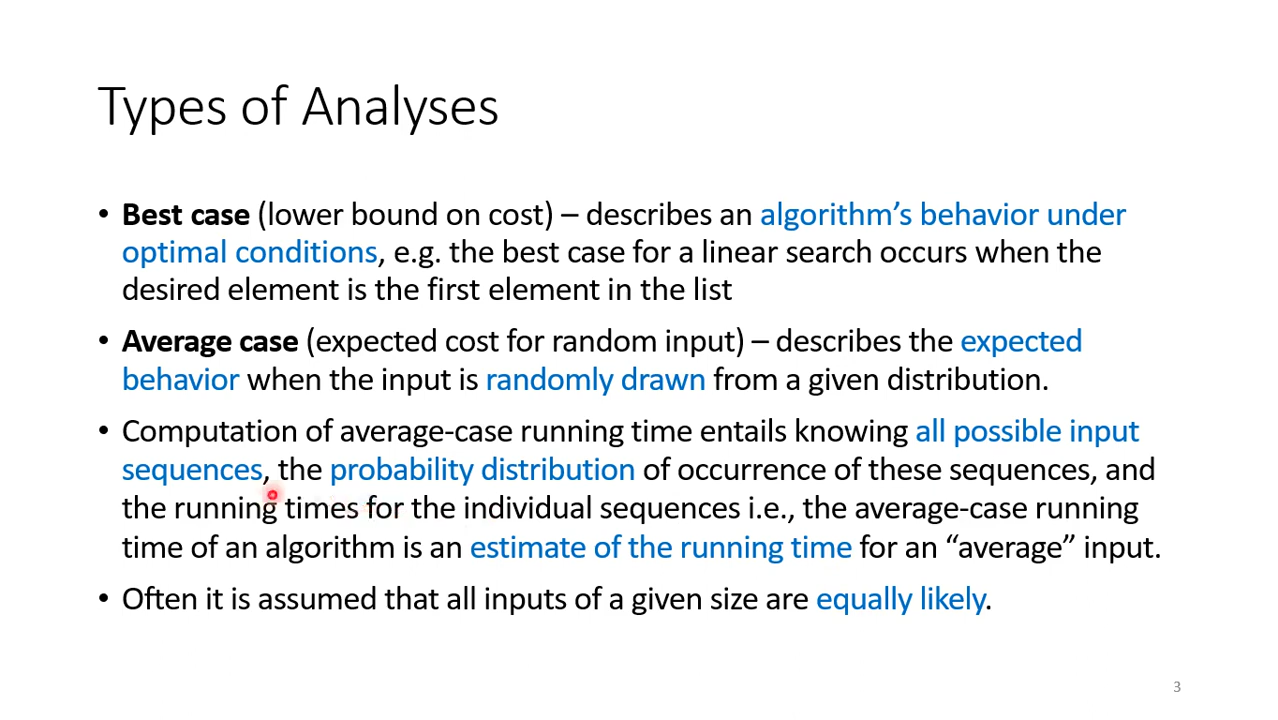 Types of Analyses
• Best case (lower bound on cost) – describes an algorithm’s behavior under
optimal conditions, e.g. the best case for a linear search occurs when the
desired element is the first element in the list
• Average case (expected cost for random input) – describes the expected
behavior when the input is randomly drawn from a given distribution.
• Computation of average-case running time entails knowing all possible input
sequences, the probability distribution of occurrence of these sequences, and
the running times for the individual sequences i.e., the average-case running
time of an algorithm is an estimate of the running time for an “average” input.
• Often it is assumed that all inputs of a given size are equally likely.
3